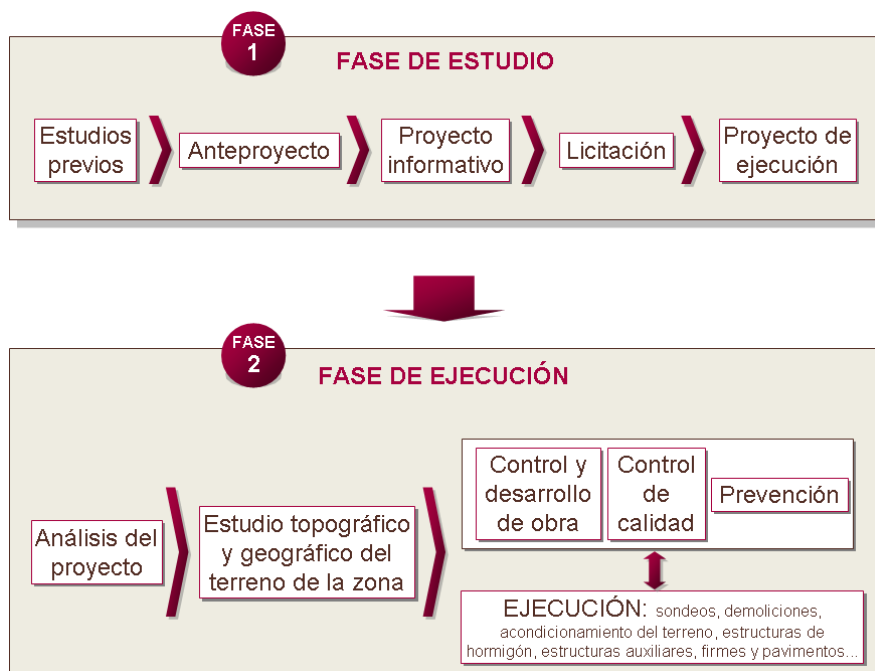 FASE
1
FASE DE ESTUDIO
Estudios
previos
Anteproyecto
Proyecto
informativo
Licitación
Proyecto de
ejecución
FASE
2
FASE DE EJECUCIÓN
Análisis del
proyecto
Estudio topográfico
y geográfico del
terreno de la zona
Control y
desarrollo
de obra
Control
de
calidad
Prevención
EJECUCIÓN: sondeos, demoliciones,
acondicionamiento del terreno, estructuras de
hormigón, estructuras auxiliares, firmes y pavimentos...